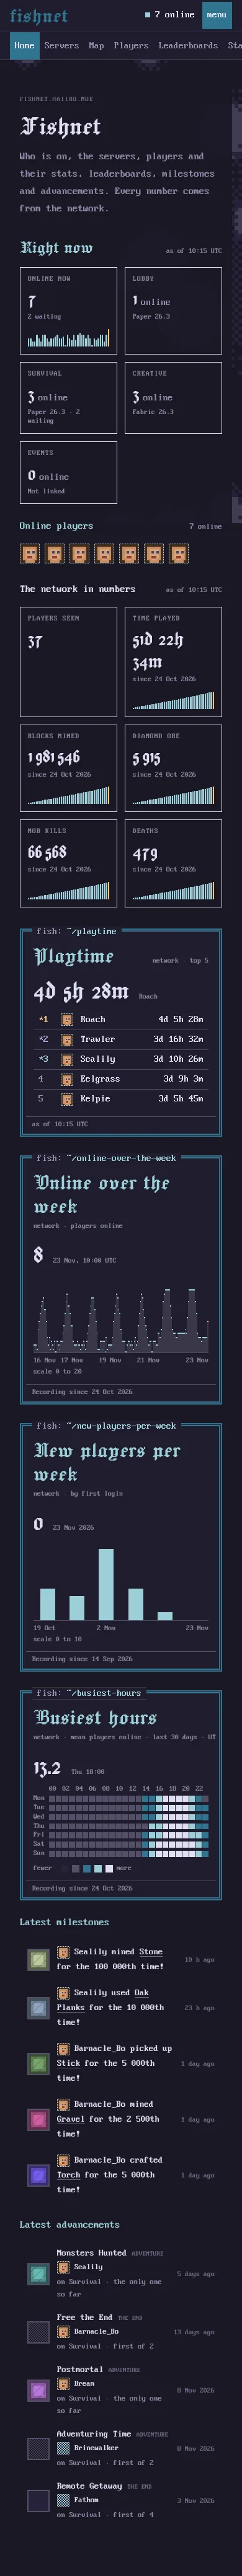 fishnet
7 online
menu
Home Servers Map Players Leaderboards Sta
FISHNET.HAIIBO.MOE
Fishnet
Who is on, the servers, players and
their stats, leaderboards, milestones
and advancements. Every number comes
from the network.
Right now
as of 10:15 UTC
ONLINE NOW
7
2 waiting
LOBBY
1 online
Paper 26.3
SURVIVAL
3 online
Paper 26.3 · 2
waiting
CREATIVE
3 online
Fabric 26.3
EVENTS
0 online
Not linked
Online players
7 online
The network in numbers
as of 10:15 UTC
PLAYERS SEEN
37
TIME PLAYED
51d 22h
34m
since 24 Oct 2026
BLOCKS MINED
1 981 546
since 24 Oct 2026
DIAMOND ORE
5 915
since 24 Oct 2026
MOB KILLS
66 568
since 24 Oct 2026
DEATHS
479
since 24 Oct 2026
fish: ~/playtime
Playtime
network · top 5
4d 5h 28m Roach
*1 Roach 4d 5h 28m
*2 Trawler 3d 16h 32m
*3 Sealily 3d 10h 26m
4 Eelgrass 3d 9h 3m
5 Kelpie 3d 5h 45m
as of 10:15 UTC
fish: ~/online-over-the-week
Online over the
week
network · players online
8 23 Nov, 10:00 UTC
16 Nov 17 Nov 19 Nov 21 Nov 23 Nov
scale 0 to 20
Recording since 24 Oct 2026
fish: ~/new-players-per-week
New players per
week
network · by first login
0 23 Nov 2026
19 Oct 2 Nov 23 Nov
scale 0 to 10
Recording since 14 Sep 2026
fish: ~/busiest-hours
Busiest hours
network · mean players online · last 30 days · UT
13.2 Thu 18:00
00 02 04 06 08 10 12 14 16 18 20 22
Mon
Tue
Wed
Thu
Fri
Sat
Sun
fewer more
Recording since 24 Oct 2026
Latest milestones
Sealily mined Stone
for the 100 000th time!
18 h ago
Sealily used Oak
Planks for the 10 000th
time!
23 h ago
Barnacle_Bo picked up
Stick for the 5 000th
time!
1 day ago
Barnacle_Bo mined
Gravel for the 2 500th
time!
1 day ago
Barnacle_Bo crafted
Torch for the 5 000th
time!
1 day ago
Latest advancements
Monsters Hunted ADVENTURE
Sealily
on Survival · the only one
so far
5 days ago
Free the End THE END
Barnacle_Bo
on Survival · first of 2
13 days ago
Postmortal ADVENTURE
Bream
on Survival · the only one
so far
8 Nov 2026
Adventuring Time ADVENTURE
Brinewalker
on Survival · first of 2
8 Nov 2026
Remote Getaway THE END
Fathom
on Survival · first of 4
3 Nov 2026